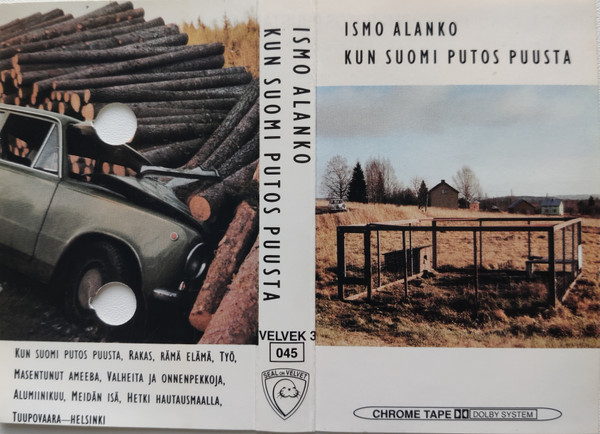 ISMO ALANKO
KUN SUOMI PUTOS PUUSTA
ISMO ALANKO
KUN SUOMI PUTOS PUUSTA
VELVEK 3
045
SEAL ON VELVET
KUN SUOMI PUTOS PUUSTA, RAKAS, RÄMÄ ELÄMÄ, TYÖ,
MASENTUNUT AMEEBA, VALHEITA JA ONNENPEKKOJA,
ALUMIINIKUU, MEIDÄN ISÄ, HETKI HAUTAUSMAALLA,
TUUPOVAARA—HELSINKI
CHROME TAPE DOLBY SYSTEM